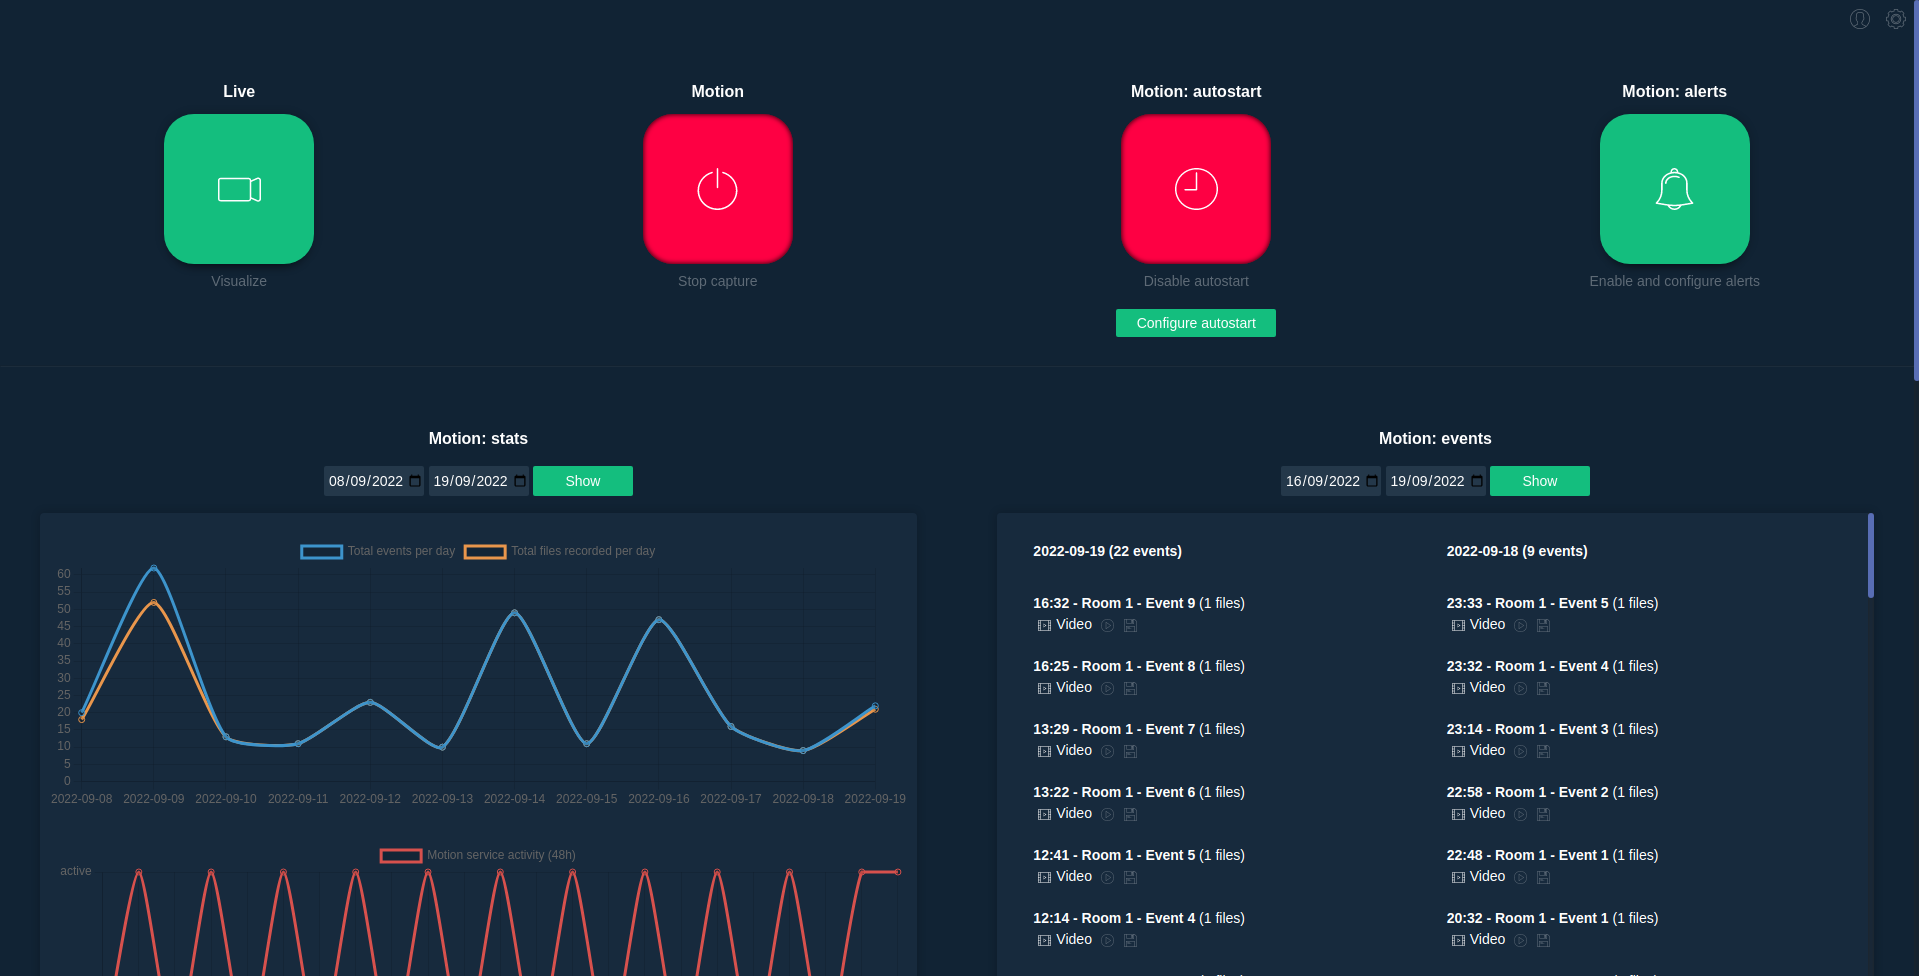 Live
Motion
Motion: autostart
Motion: alerts
Visualize
Stop capture
Disable autostart
Enable and configure alerts
Configure autostart
Motion: stats
08/09/2022 19/09/2022 Show
Total events per day Total files recorded per day
60
55
50
45
40
35
30
25
20
15
10
5
0
2022-09-08 2022-09-09 2022-09-10 2022-09-11 2022-09-12 2022-09-13 2022-09-14 2022-09-15 2022-09-16 2022-09-17 2022-09-18 2022-09-19
Motion service activity (48h)
active
Motion: events
16/09/2022 19/09/2022 Show
2022-09-19 (22 events)
16:32 - Room 1 - Event 9 (1 files)
Video
16:25 - Room 1 - Event 8 (1 files)
Video
13:29 - Room 1 - Event 7 (1 files)
Video
13:22 - Room 1 - Event 6 (1 files)
Video
12:41 - Room 1 - Event 5 (1 files)
Video
12:14 - Room 1 - Event 4 (1 files)
Video
2022-09-18 (9 events)
23:33 - Room 1 - Event 5 (1 files)
Video
23:32 - Room 1 - Event 4 (1 files)
Video
23:14 - Room 1 - Event 3 (1 files)
Video
22:58 - Room 1 - Event 2 (1 files)
Video
22:48 - Room 1 - Event 1 (1 files)
Video
20:32 - Room 1 - Event 1 (1 files)
Video